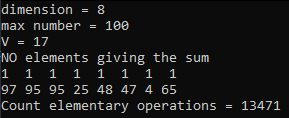 dimension = 8
max number = 100
V = 17
NO elements giving the sum
1 1 1 1 1 1 1 1
97 95 95 25 48 47 4 65
Count elementary operations = 13471